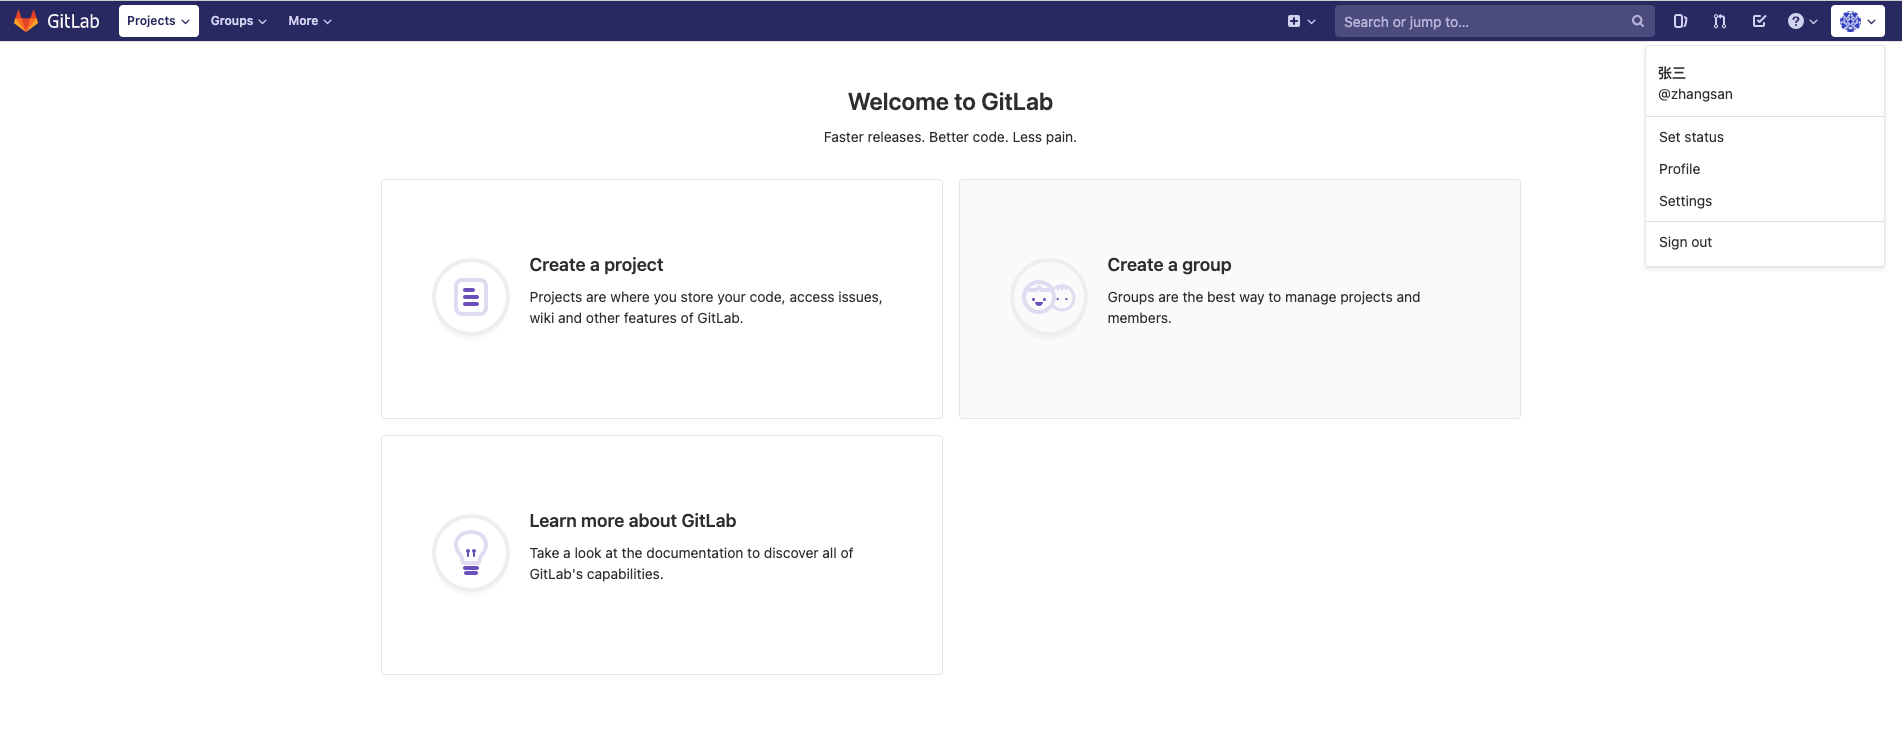 GitLab Projects Groups More Search or jump to...
张三
@zhangsan
Set status
Profile
Settings
Sign out
Welcome to GitLab
Faster releases. Better code. Less pain.
Create a project
Projects are where you store your code, access issues,
wiki and other features of GitLab.
Create a group
Groups are the best way to manage projects and
members.
Learn more about GitLab
Take a look at the documentation to discover all of
GitLab's capabilities.